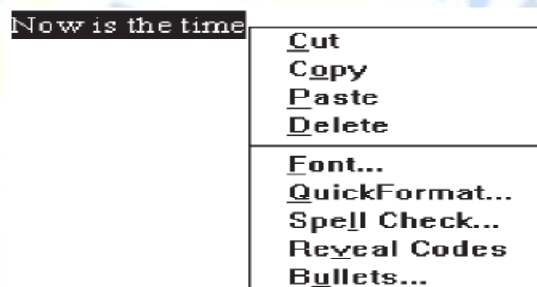 Now is the time
Cut
Copy
Paste
Delete
Font...
QuickFormat...
Spell Check...
Reveal Codes
Bullets...